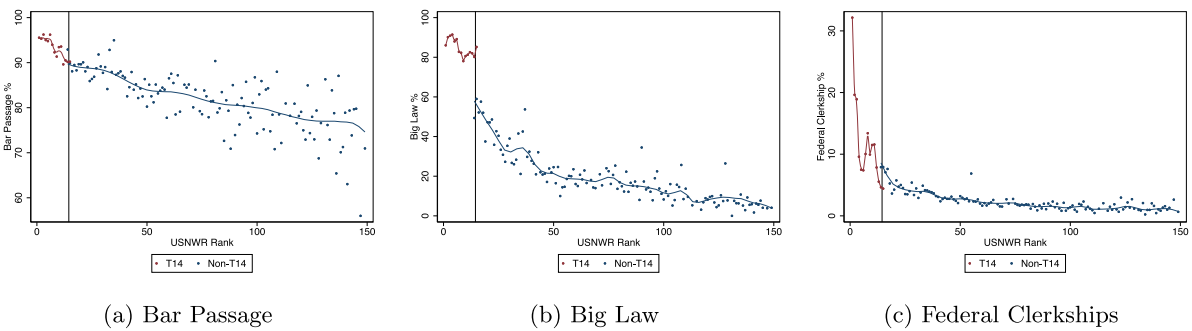 Bar Passage %
100
90
80
70
60
0
50
100
150
USNWR Rank
T14 Non-T14
(a) Bar Passage
Big Law %
100
80
60
40
20
0
0
50
100
150
USNWR Rank
T14 Non-T14
(b) Big Law
Federal Clerkship %
30
20
10
0
0
50
100
150
USNWR Rank
T14 Non-T14
(c) Federal Clerkships